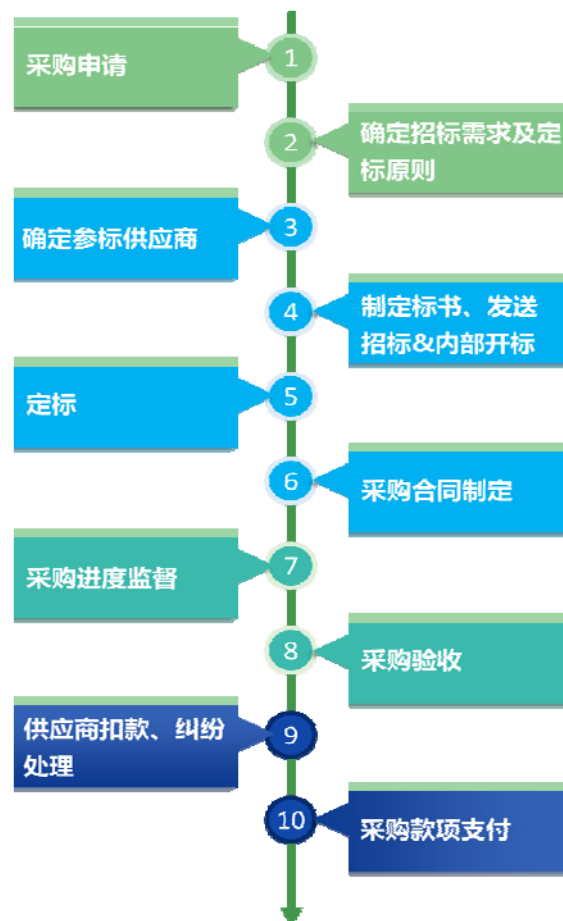 采购申请
1
2
确定招标需求及定
标原则
确定参标供应商
3
4
制定标书、发送
招标&内部开标
定标
5
6
采购合同制定
采购进度监督
7
8
采购验收
供应商扣款、纠纷
处理
9
10
采购款项支付